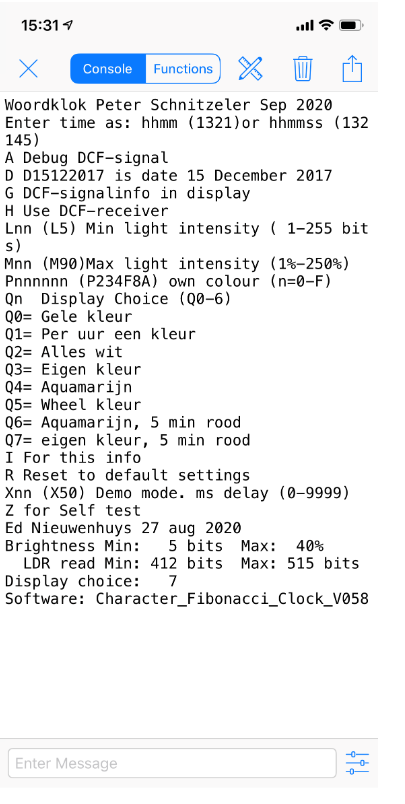 15:31
Console Functions
Woordklok Peter Schnitzeler Sep 2020
Enter time as: hhmm (1321)or hhmmss (132
145)
A Debug DCF-signal
D D15122017 is date 15 December 2017
G DCF-signalinfo in display
H Use DCF-receiver
Lnn (L5) Min light intensity ( 1-255 bit
s)
Mnn (M90)Max light intensity (1%-250%)
Pnnnnnn (P234F8A) own colour (n=0-F)
Qn  Display Choice (Q0-6)
Q0= Gele kleur
Q1= Per uur een kleur
Q2= Alles wit
Q3= Eigen kleur
Q4= Aquamarijn
Q5= Wheel kleur
Q6= Aquamarijn, 5 min rood
Q7= eigen kleur, 5 min rood
I For this info
R Reset to default settings
Xnn (X50) Demo mode. ms delay (0-9999)
Z for Self test
Ed Nieuwenhuys 27 aug 2020
Brightness Min:   5 bits  Max:  40%
  LDR read Min: 412 bits  Max: 515 bits
Display choice:   7
Software: Character_Fibonacci_Clock_V058
Enter Message